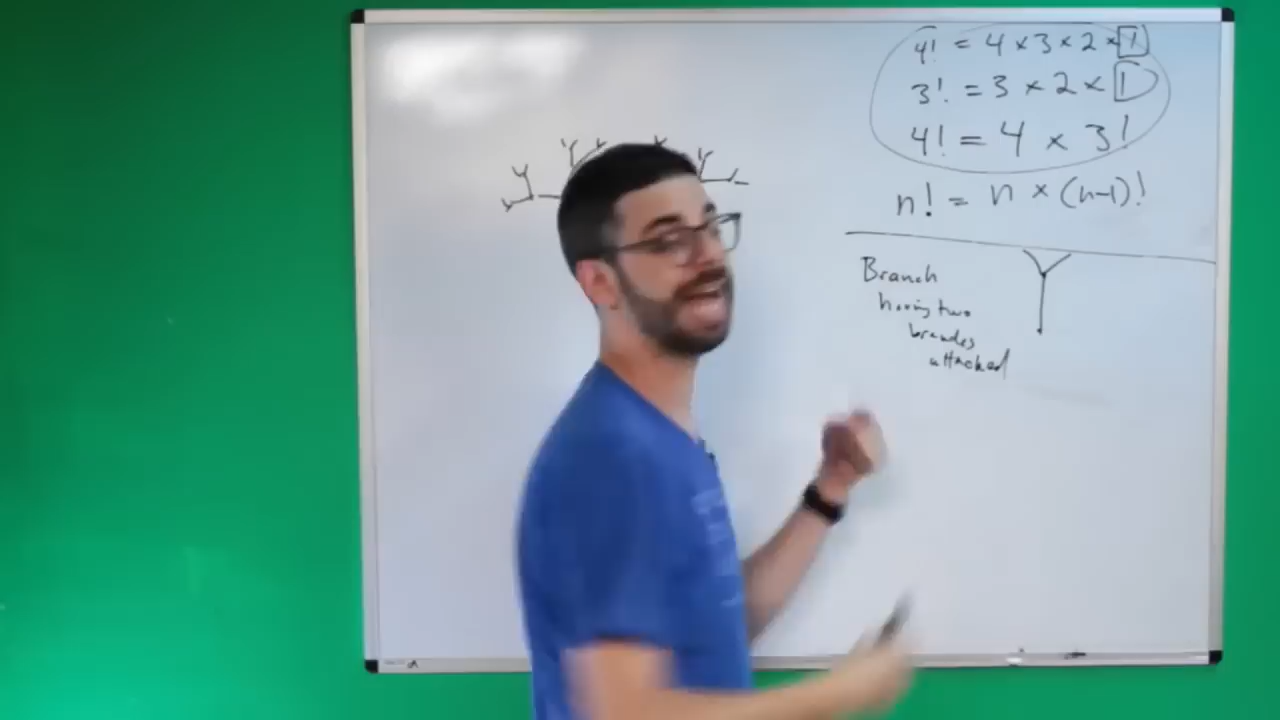 4! = 4 × 3 × 2 × 1
3! = 3 × 2 × 1
4! = 4 × 3!
n! = n × (n-1)!
Branch
having two
branches
attached